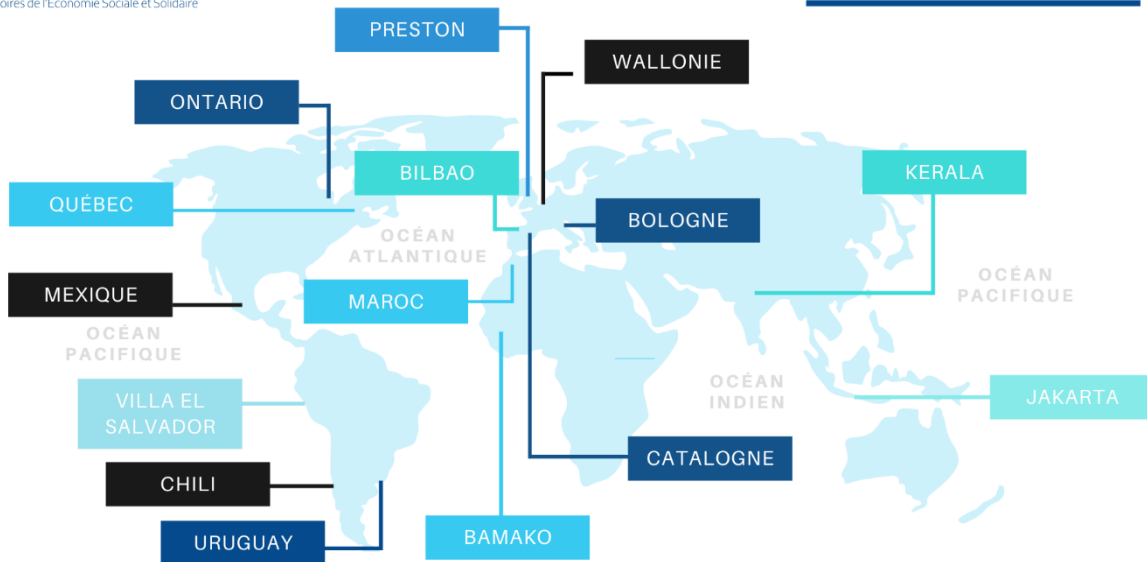 oires de l'Economie Sociale et Solidaire
PRESTON
WALLONIE
ONTARIO
BILBAO
KERALA
QUÉBEC
BOLOGNE
OCÉAN
ATLANTIQUE
OCÉAN
PACIFIQUE
MEXIQUE
MAROC
OCÉAN
PACIFIQUE
OCÉAN
INDIEN
VILLA EL
SALVADOR
JAKARTA
CATALOGNE
CHILI
URUGUAY
BAMAKO